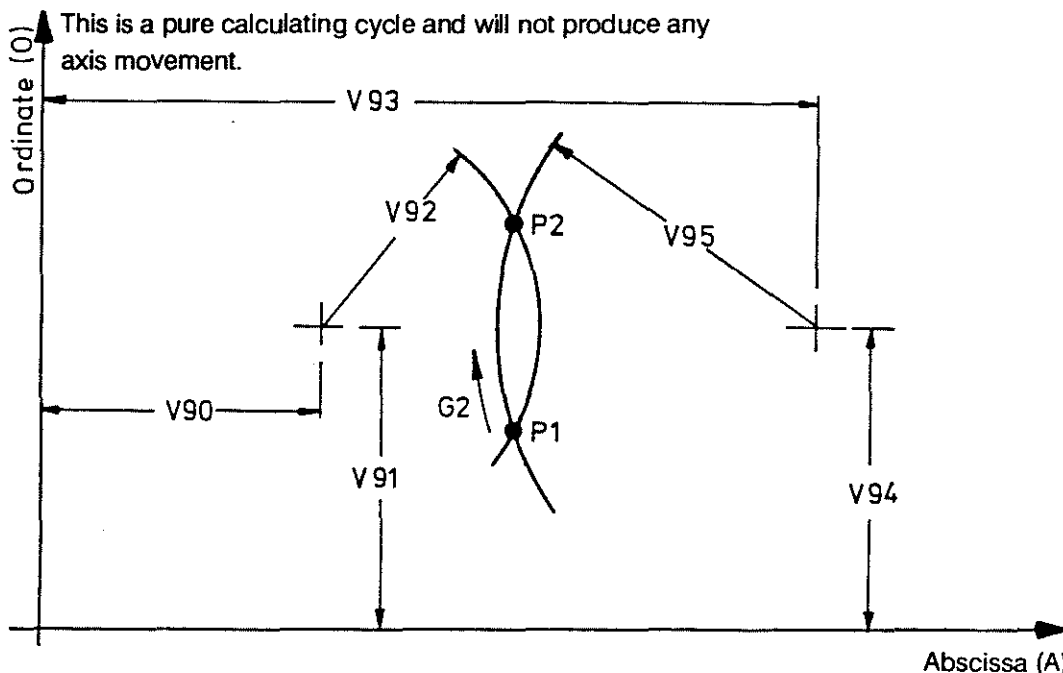 This is a pure calculating cycle and will not produce any
axis movement.
Ordinate (O)
V93
V92
P2
V95
V90
G2
P1
V91
V94
Abscissa (A)